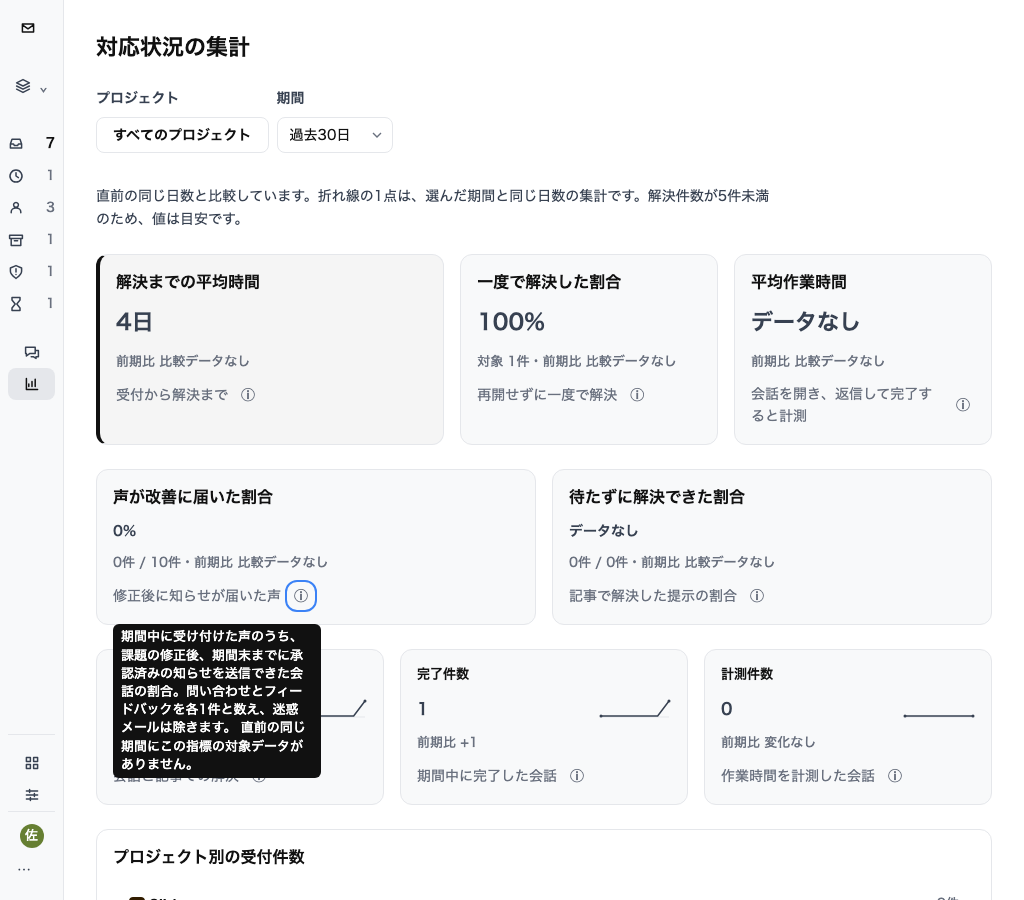 対応状況の集計
プロジェクト
期間
すべてのプロジェクト
過去30日
7
1
3
1
1
1
直前の同じ日数と比較しています。折れ線の1点は、選んだ期間と同じ日数の集計です。解決件数が5件未満
のため、値は目安です。
解決までの平均時間
4日
前期比 比較データなし
受付から解決まで
一度で解決した割合
100%
対象 1件・前期比 比較データなし
再開せずに一度で解決
平均作業時間
データなし
前期比 比較データなし
会話を開き、返信して完了す
ると計測
声が改善に届いた割合
0%
0件 / 10件・前期比 比較データなし
修正後に知らせが届いた声
待たずに解決できた割合
データなし
0件 / 0件・前期比 比較データなし
記事で解決した提示の割合
期間中に受け付けた声のうち、
課題の修正後、期間末までに承
認済みの知らせを送信できた会
話の割合。問い合わせとフィー
ドバックを各1件と数え、迷惑
メールは除きます。 直前の同じ
期間にこの指標の対象データが
ありません。
完了件数
1
前期比 +1
期間中に完了した会話
計測件数
0
前期比 変化なし
作業時間を計測した会話
プロジェクト別の受付件数
佐